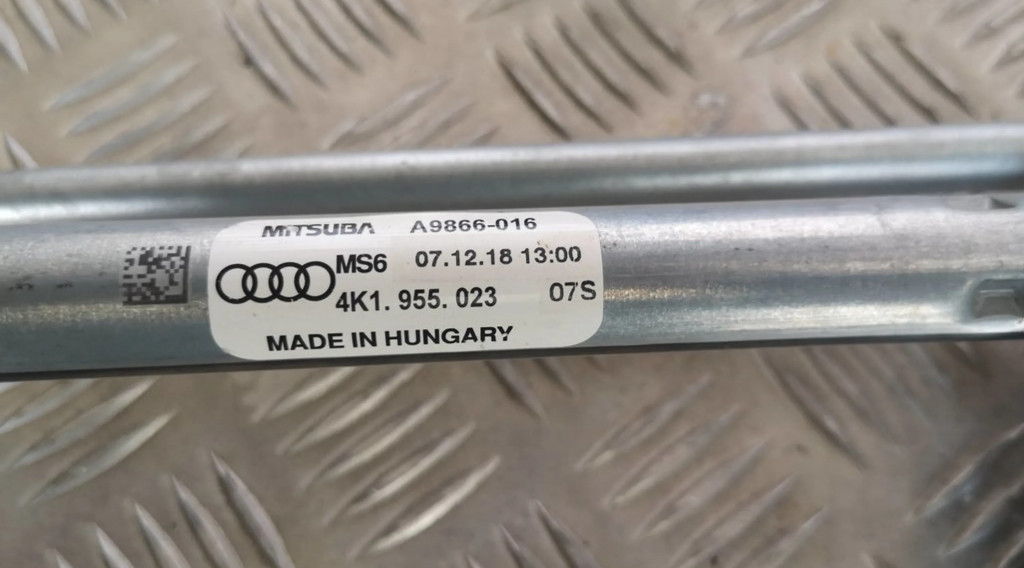 MITSUBA A9866-016
MS6 07.12.18 13:00
4K1. 955. 023 07S
MADE IN HUNGARY